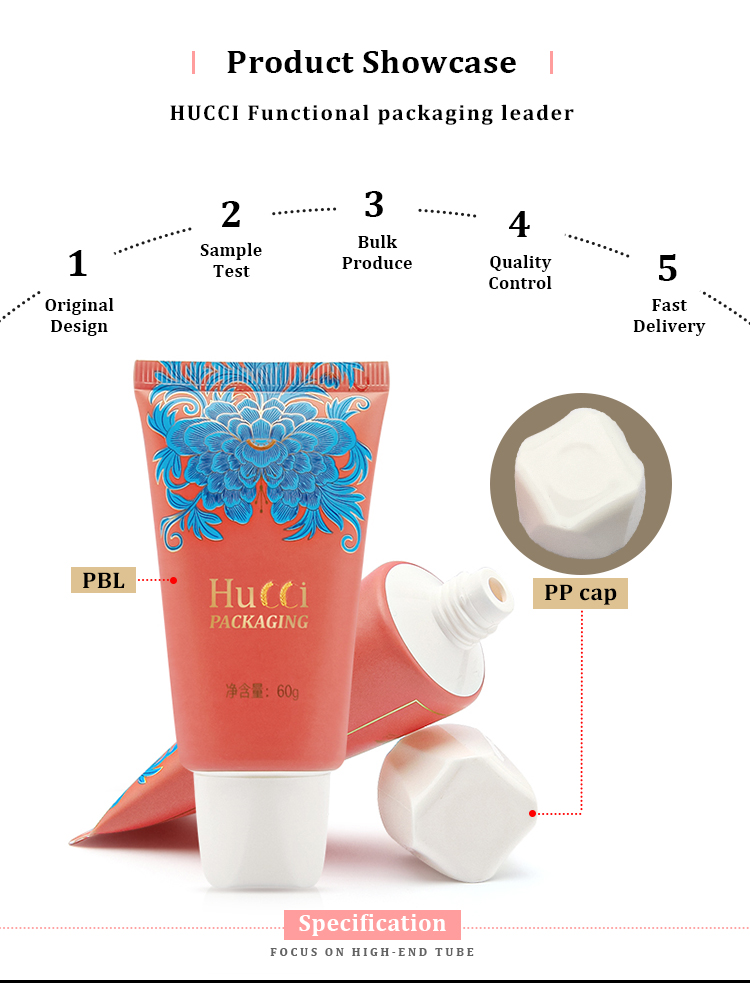 Product Showcase
HUCCI Functional packaging leader
1
Original
Design
2
Sample
Test
3
Bulk
Produce
4
Quality
Control
5
Fast
Delivery
PBL
Hucci
PACKAGING
净含量：60g
PP cap
Specification
FOCUS ON HIGH-END TUBE